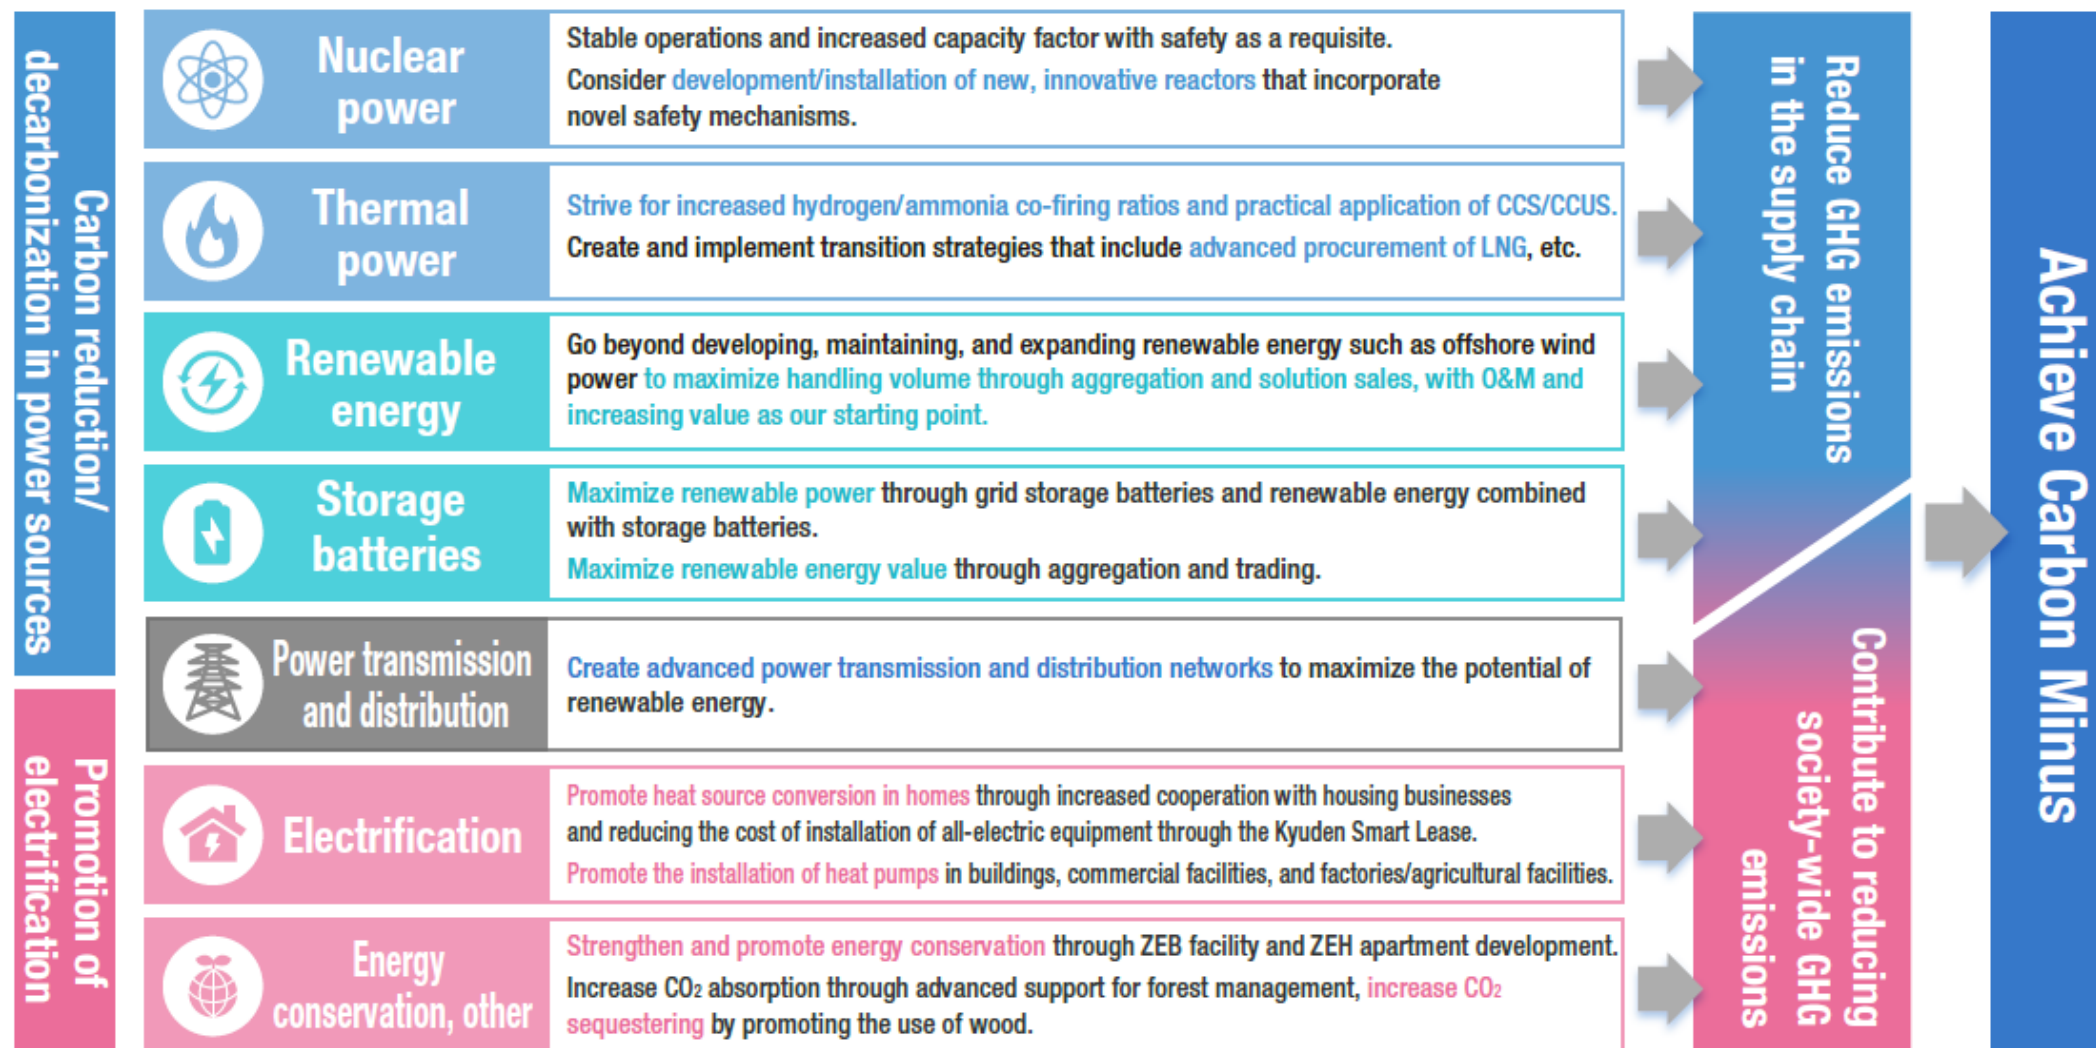 Carbon reduction/
decarbonization in power sources
Nuclear
power
Stable operations and increased capacity factor with safety as a requisite.
Consider development/installation of new, innovative reactors that incorporate
novel safety mechanisms.
Thermal
power
Strive for increased hydrogen/ammonia co-firing ratios and practical application of CCS/CCUS.
Create and implement transition strategies that include advanced procurement of LNG, etc.
Renewable
energy
Go beyond developing, maintaining, and expanding renewable energy such as offshore wind
power to maximize handling volume through aggregation and solution sales, with O&M and
increasing value as our starting point.
Storage
batteries
Maximize renewable power through grid storage batteries and renewable energy combined
with storage batteries.
Maximize renewable energy value through aggregation and trading.
Power transmission
and distribution
Create advanced power transmission and distribution networks to maximize the potential of
renewable energy.
Promotion of
electrification
Electrification
Promote heat source conversion in homes through increased cooperation with housing businesses
and reducing the cost of installation of all-electric equipment through the Kyuden Smart Lease.
Promote the installation of heat pumps in buildings, commercial facilities, and factories/agricultural facilities.
Energy
conservation, other
Strengthen and promote energy conservation through ZEB facility and ZEH apartment development.
Increase CO₂ absorption through advanced support for forest management, increase CO₂
sequestering by promoting the use of wood.
Reduce GHG emissions
in the supply chain
Contribute to reducing
society-wide GHG
emissions
Achieve Carbon Minus